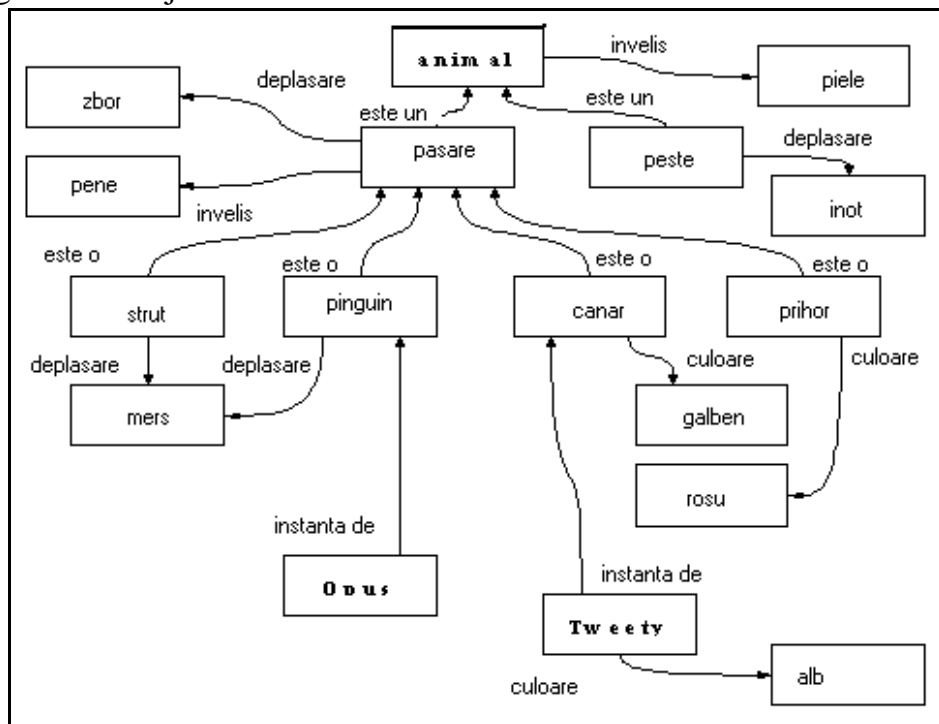 animal
invelis
piele
deplasare
zbor
este un
este un
pasare
peste
deplasare
pene
invelis
inot
este o
este o
este o
este o
strut
pinguin
canar
prihor
deplasare
deplasare
culoare
culoare
mers
galben
rosu
instanta de
Opus
instanta de
Tweety
culoare
alb